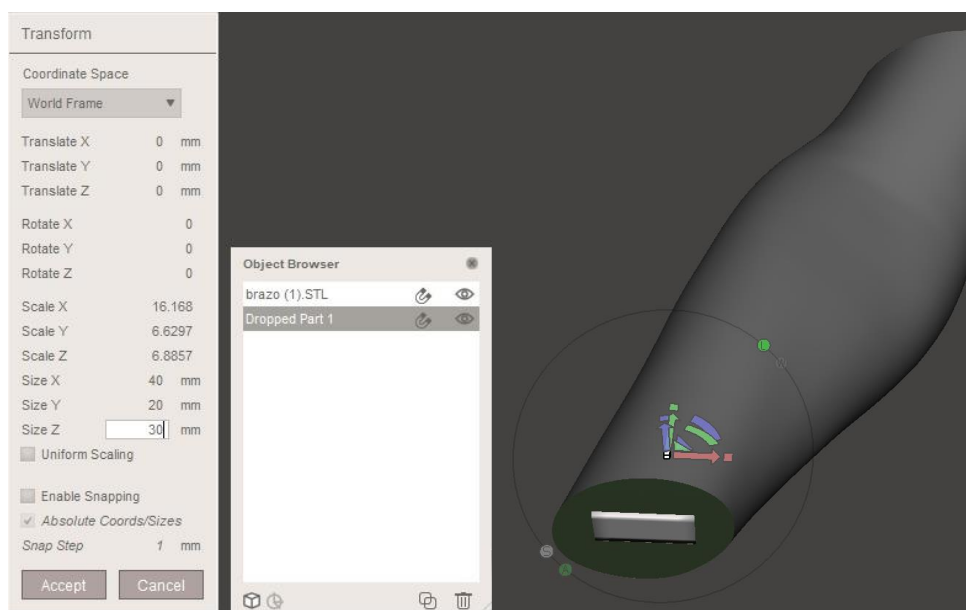 Transform
Coordinate Space
World Frame
Translate X 0 mm
Translate Y 0 mm
Translate Z 0 mm
Rotate X 0
Rotate Y 0
Rotate Z 0
Scale X 16.168
Scale Y 6.6297
Scale Z 6.8857
Size X 40 mm
Size Y 20 mm
Size Z 30 mm
Uniform Scaling
Enable Snapping
Absolute Coords/Sizes
Snap Step 1 mm
Accept Cancel
Object Browser
brazo (1).STL
Dropped Part 1
L
W
S
A